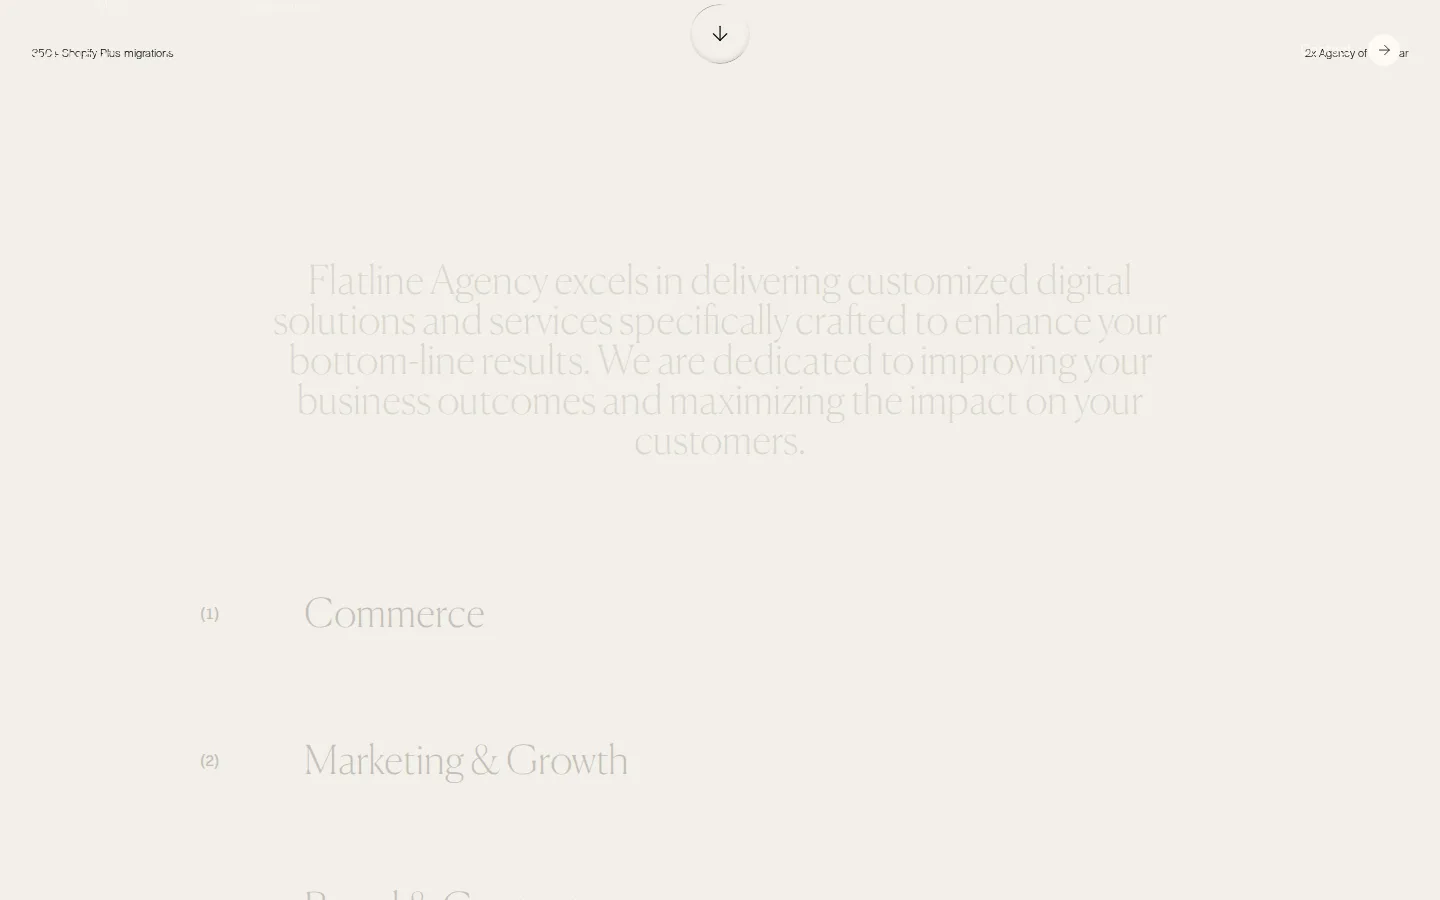 350+ Shopify Plus migrations
2x Agency of
ar
Flatline Agency excels in delivering customized digital
solutions and services specifically crafted to enhance your
bottom-line results. We are dedicated to improving your
business outcomes and maximizing the impact on your
customers.
(1) Commerce
(2) Marketing & Growth